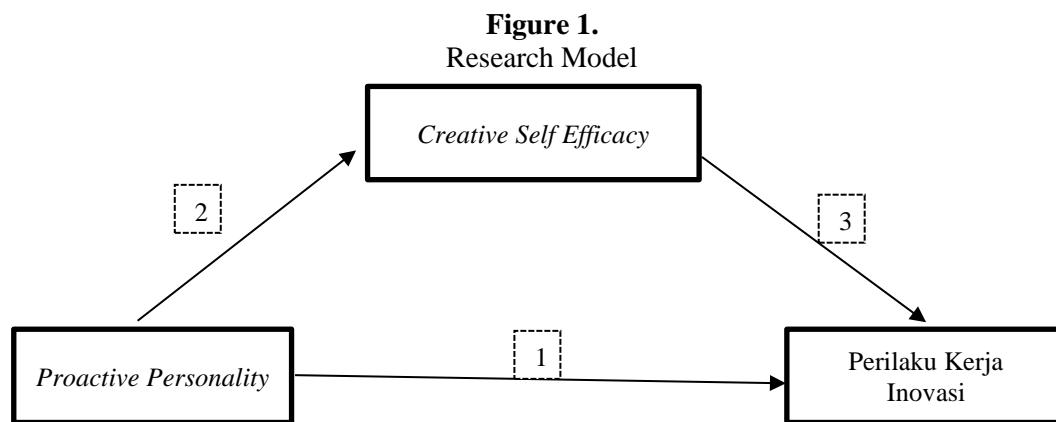 Figure 1.
Research Model
Creative Self Efficacy
2
3
1
Proactive Personality
Perilaku Kerja
Inovasi